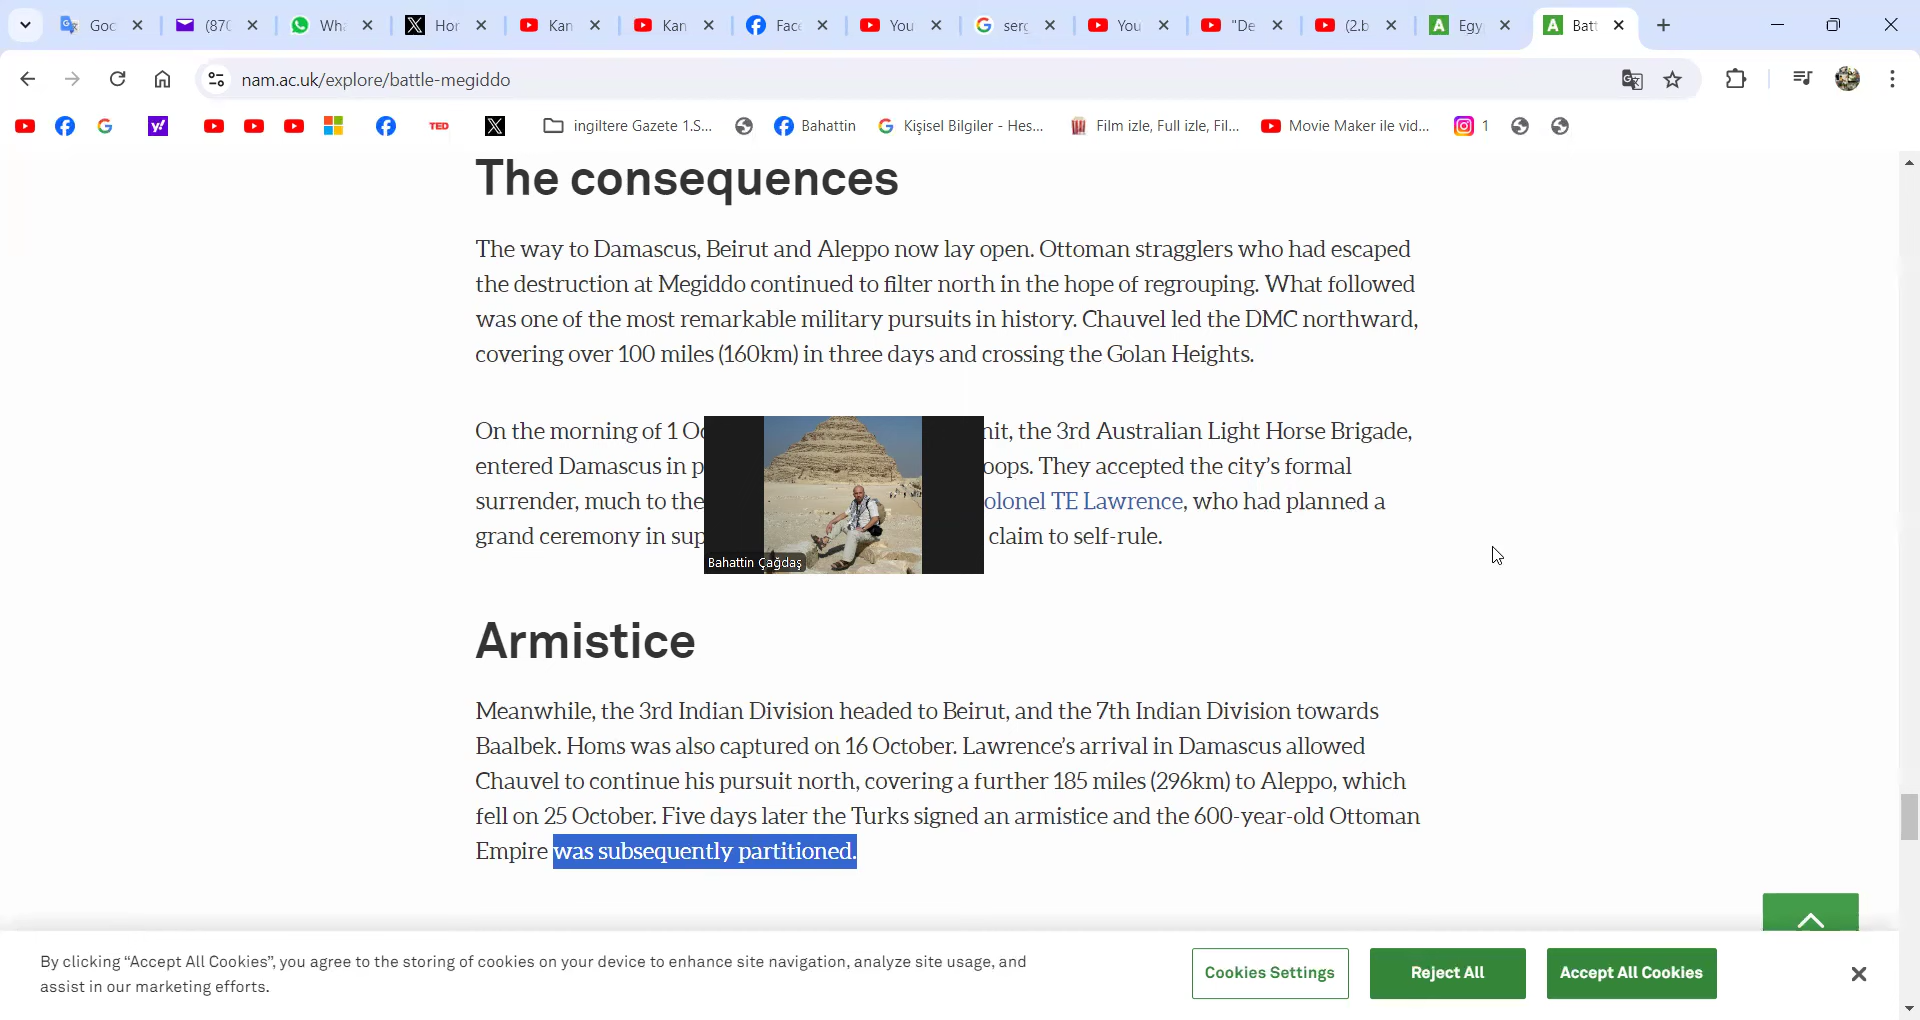 Goo
(870
Wha
Hor
Kan
Kan
Face
You
serg
You
"De
(2.b
Egy
Batt
nam.ac.uk/explore/battle-megiddo
y!
TED
ingiltere Gazete 1.S...
Bahattin
Kişisel Bilgiler - Hes...
Film izle, Full izle, Fil...
Movie Maker ile vid...
1
The consequences
The way to Damascus, Beirut and Aleppo now lay open. Ottoman stragglers who had escaped
the destruction at Megiddo continued to filter north in the hope of regrouping. What followed
was one of the most remarkable military pursuits in history. Chauvel led the DMC northward,
covering over 100 miles (160km) in three days and crossing the Golan Heights.
On the morning of 1 Oc nit, the 3rd Australian Light Horse Brigade,
entered Damascus in p oops. They accepted the city's formal
surrender, much to the olonel TE Lawrence, who had planned a
grand ceremony in sup claim to self-rule.
Bahattin Çağdaş
Armistice
Meanwhile, the 3rd Indian Division headed to Beirut, and the 7th Indian Division towards
Baalbek. Homs was also captured on 16 October. Lawrence's arrival in Damascus allowed
Chauvel to continue his pursuit north, covering a further 185 miles (296km) to Aleppo, which
fell on 25 October. Five days later the Turks signed an armistice and the 600-year-old Ottoman
Empire was subsequently partitioned.
By clicking “Accept All Cookies”, you agree to the storing of cookies on your device to enhance site navigation, analyze site usage, and
assist in our marketing efforts.
Cookies Settings
Reject All
Accept All Cookies